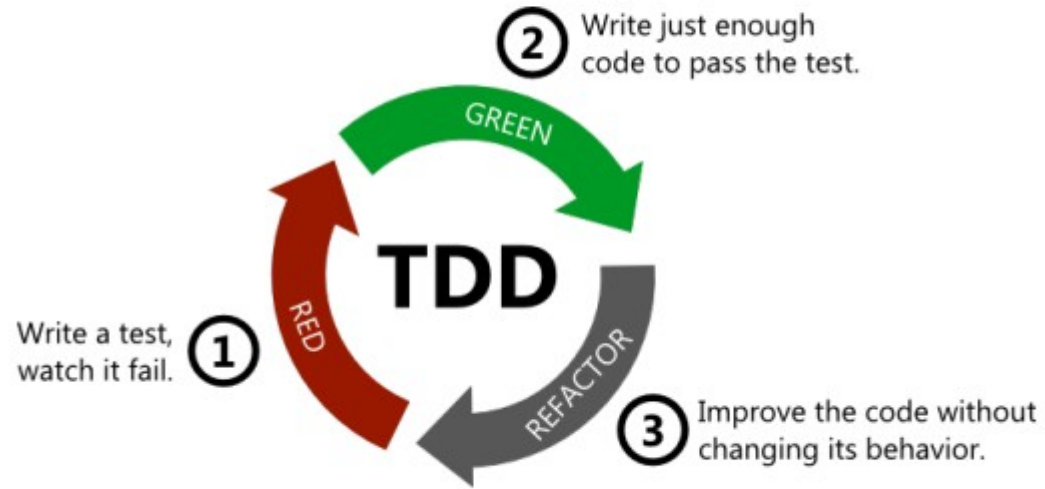 2
Write just enough
code to pass the test.
GREEN
TDD
RED
Write a test,
watch it fail.
1
REFACTOR
3
Improve the code without
changing its behavior.